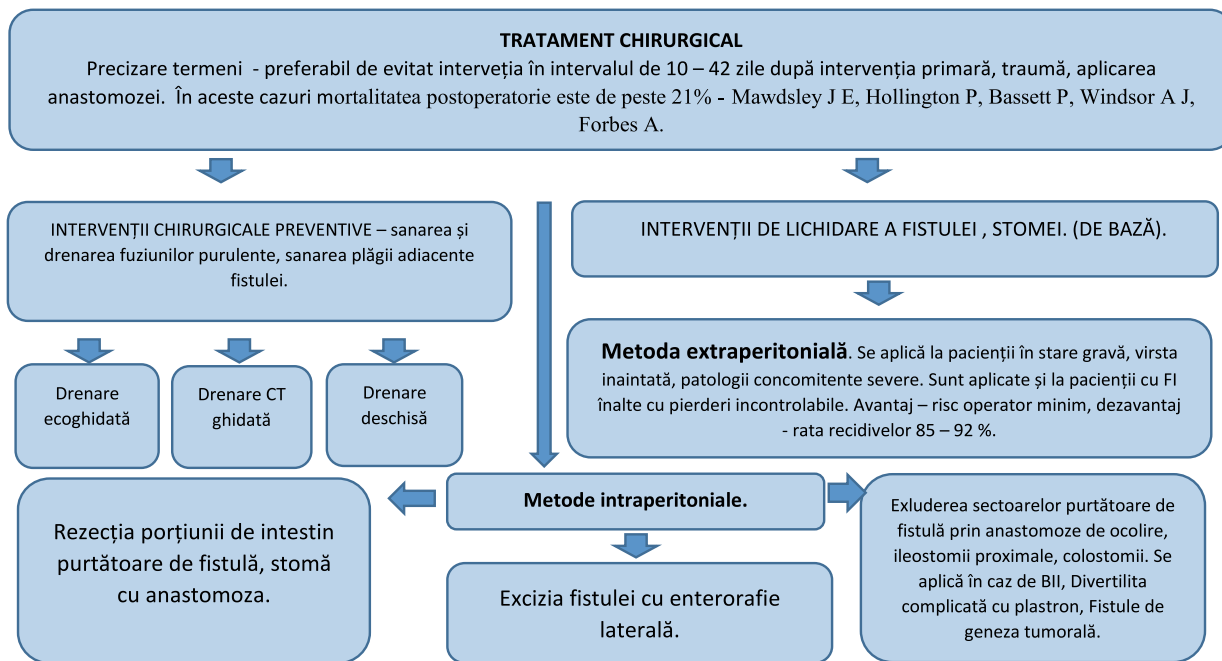 TRATAMENT CHIRURGICAL
Precizare termeni - preferabil de evitat interveția în intervalul de 10 – 42 zile după intervenția primară, traumă, aplicarea
anastomozei. În aceste cazuri mortalitatea postoperatorie este de peste 21% - Mawdsley J E, Hollington P, Bassett P, Windsor A J,
Forbes A.
INTERVENȚII CHIRURGICALE PREVENTIVE – sanarea și
drenarea fuziunilor purulente, sanarea plăgii adiacente
fistulei.
INTERVENȚII DE LICHIDARE A FISTULEI , STOMEI. (DE BAZĂ).
Metoda extraperitonială. Se aplică la pacienții în stare gravă, virsta
inaintată, patologii concomitente severe. Sunt aplicate și la pacienții cu FI
înalte cu pierderi incontrolabile. Avantaj – risc operator minim, dezavantaj
- rata recidivelor 85 – 92 %.
Drenare
ecoghidată
Drenare CT
ghidată
Drenare
deschisă
Metode intraperitoniale.
Rezecția porțiunii de intestin
purtătoare de fistulă, stomă
cu anastomoza.
Excizia fistulei cu enterorafie
laterală.
Exluderea sectoarelor purtătoare de
fistulă prin anastomoze de ocolire,
ileostomii proximale, colostomii. Se
aplică în caz de BII, Divertilita
complicată cu plastron, Fistule de
geneza tumorală.